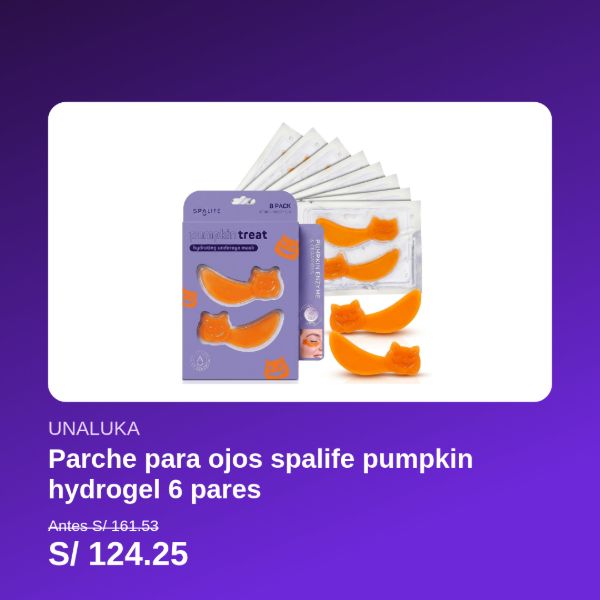 SPALIFE
8 PACK
pumpkin treat
hydrating undereye mask
PUMPKIN ENZYME
UNALUKA
Parche para ojos spalife pumpkin
hydrogel 6 pares
Antes S/ 161.53
S/ 124.25